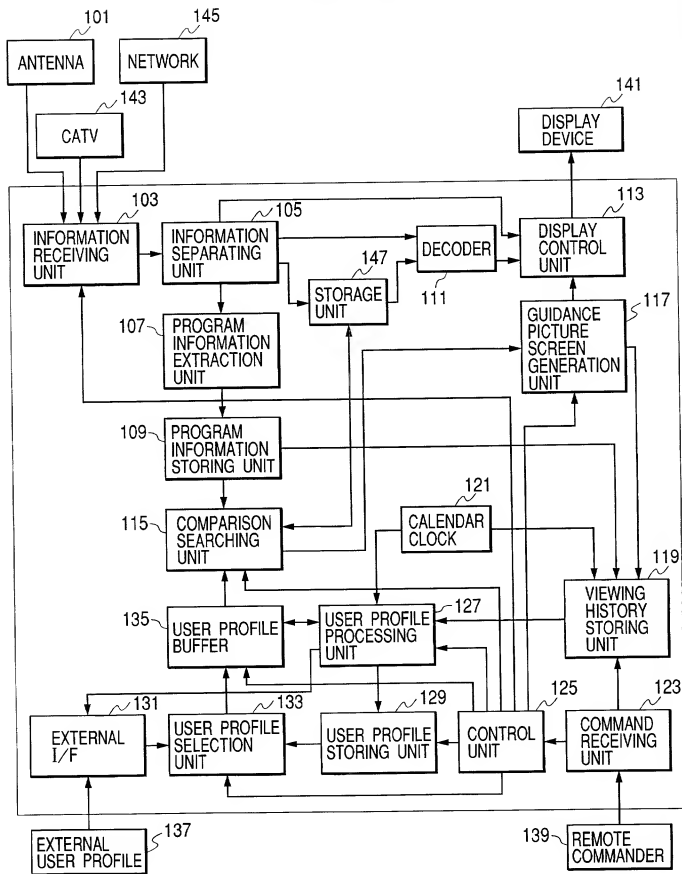 101
145
ANTENNA
NETWORK
143
CATV
141
DISPLAY
DEVICE
103
INFORMATION
RECEIVING
UNIT
105
INFORMATION
SEPARATING
UNIT
147
STORAGE
UNIT
DECODER
111
113
DISPLAY
CONTROL
UNIT
107
PROGRAM
INFORMATION
EXTRACTION
UNIT
117
GUIDANCE
PICTURE
SCREEN
GENERATION
UNIT
109
PROGRAM
INFORMATION
STORING UNIT
115
COMPARISON
SEARCHING
UNIT
121
CALENDAR
CLOCK
119
VIEWING
HISTORY
STORING
UNIT
135
USER PROFILE
BUFFER
127
USER PROFILE
PROCESSING
UNIT
131
EXTERNAL
I/F
133
USER PROFILE
SELECTION
UNIT
129
USER PROFILE
STORING UNIT
125
CONTROL
UNIT
123
COMMAND
RECEIVING
UNIT
137
EXTERNAL
USER PROFILE
139
REMOTE
COMMANDER